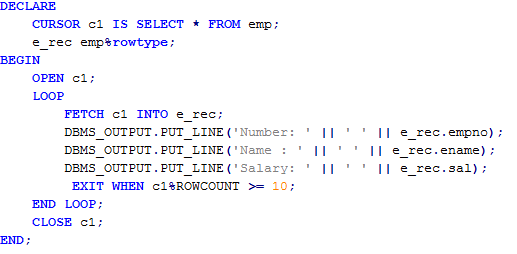 DECLARE
    CURSOR c1 IS SELECT * FROM emp;
    e_rec emp%rowtype;
BEGIN
    OPEN c1;
    LOOP
        FETCH c1 INTO e_rec;
        DBMS_OUTPUT.PUT_LINE('Number: ' || ' ' || e_rec.empno);
        DBMS_OUTPUT.PUT_LINE('Name : ' || ' ' || e_rec.ename);
        DBMS_OUTPUT.PUT_LINE('Salary: ' || ' ' || e_rec.sal);
         EXIT WHEN c1%ROWCOUNT >= 10;
    END LOOP;
    CLOSE c1;
END;